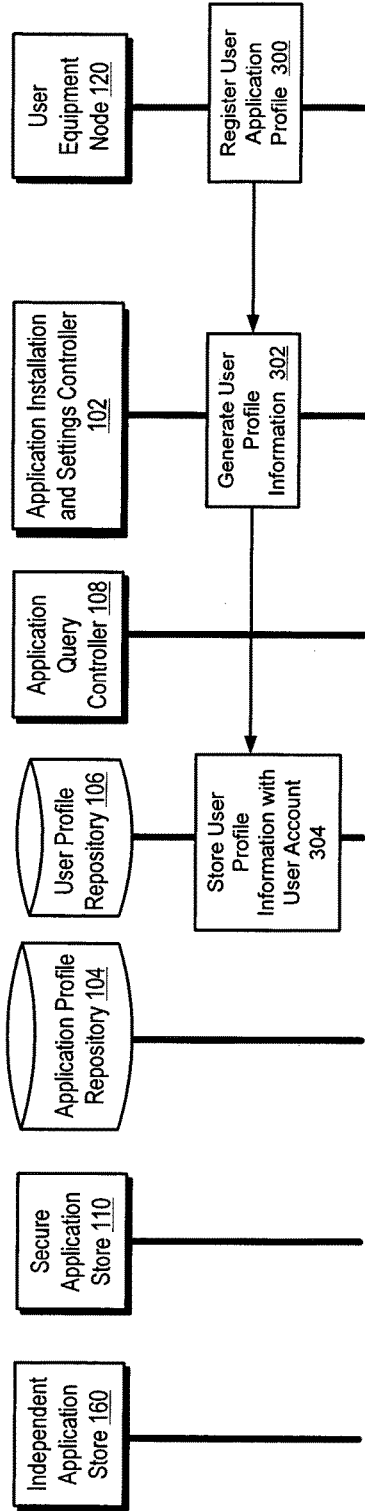 Independent
Application
Store 160
Secure
Application
Store 110
Application Profile
Repository 104
User Profile
Repository 106
Application
Query
Controller 108
Application Installation
and Settings Controller
102
User
Equipment
Node 120
Register User
Application
Profile 300
Generate User
Profile
Information 302
Store User
Profile
Information with
User Account
304